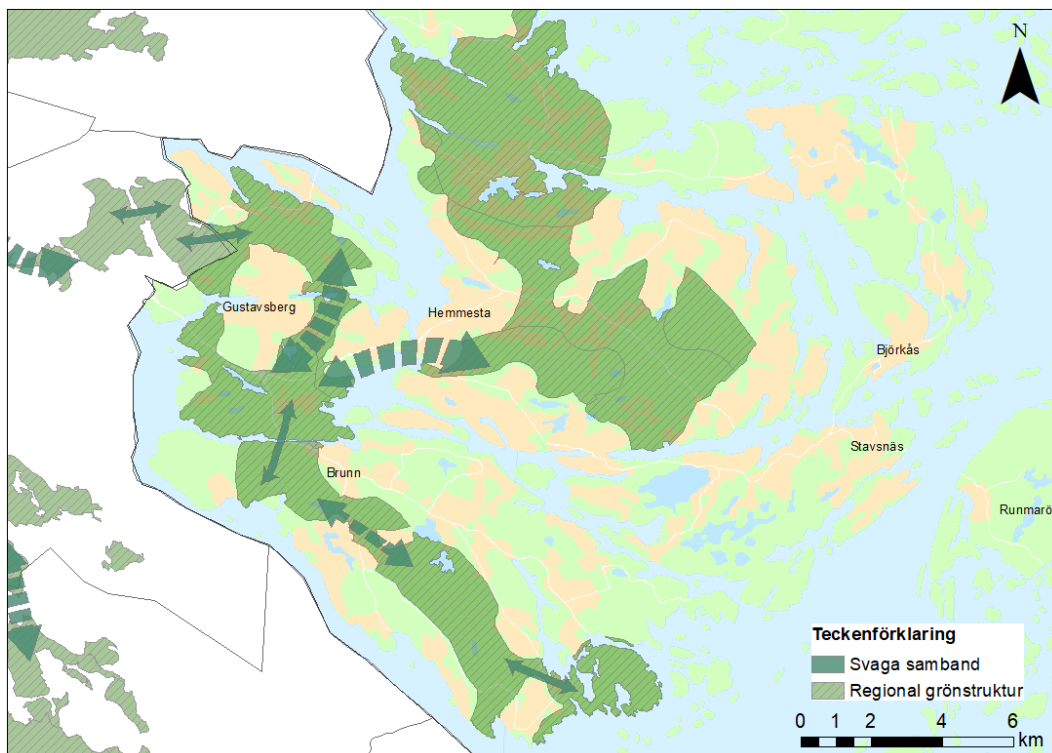 N
Gustavsberg
Hemmesta
Björkås
Stavsnäs
Brunn
Runmarö
Teckenförklaring
Svaga samband
Regional grönstruktur
0 1 2 4 6
km